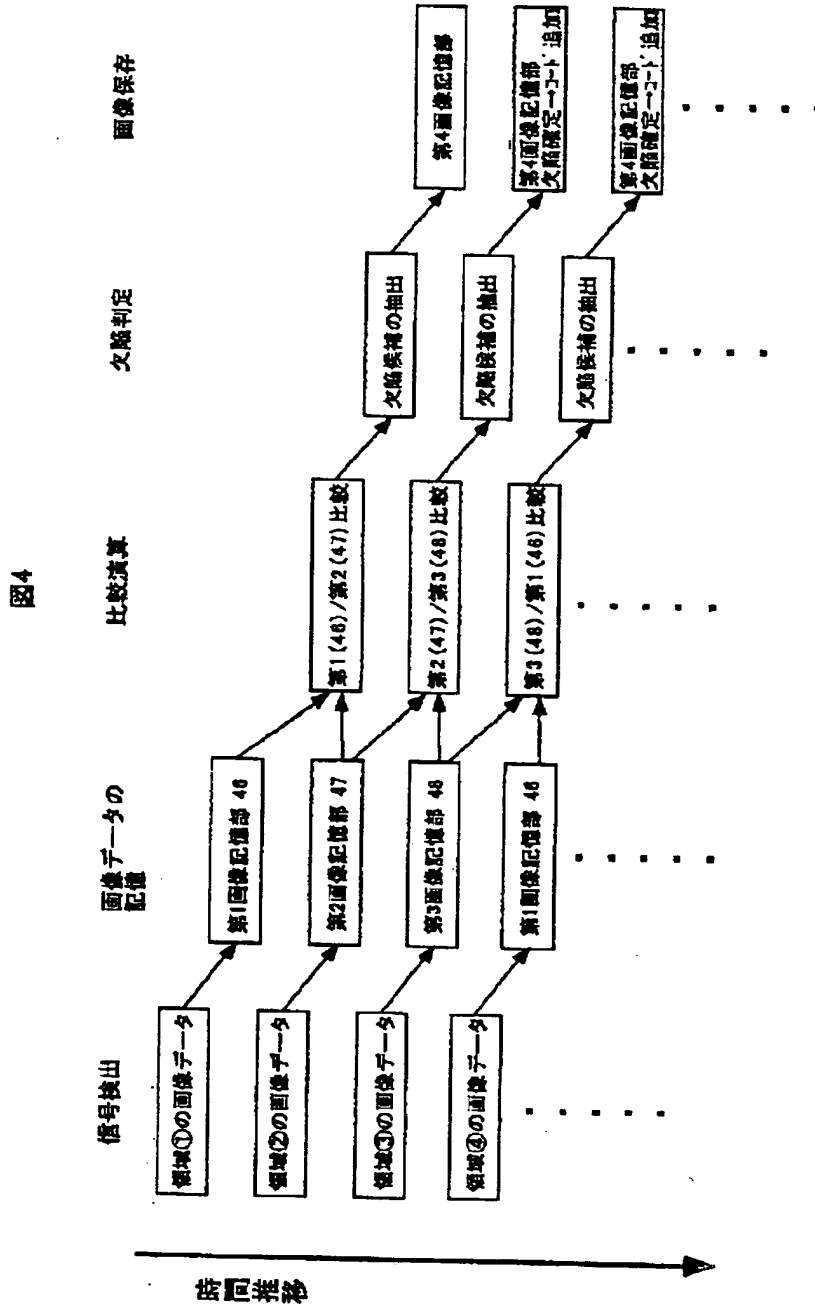 図4
信号検出
画像データの
記憶
比較演算
欠陥判定
画像保存
時間推移
領域①の画像データ
第1画像記憶部 46
領域②の画像データ
第2画像記憶部 47
第1(46)/第2(47)比較
欠陥候補の抽出
第4画像記憶部
領域③の画像データ
第3画像記憶部 48
第2(47)/第3(48)比較
欠陥候補の抽出
第4画像記憶部
欠陥確定→コード追加
領域④の画像データ
第1画像記憶部 46
第3(48)/第1(46)比較
欠陥候補の抽出
第4画像記憶部
欠陥確定→コード追加